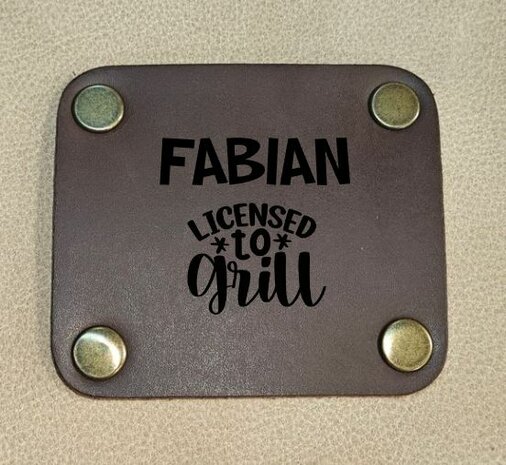 FABIAN
LICENSED
*to*
grill